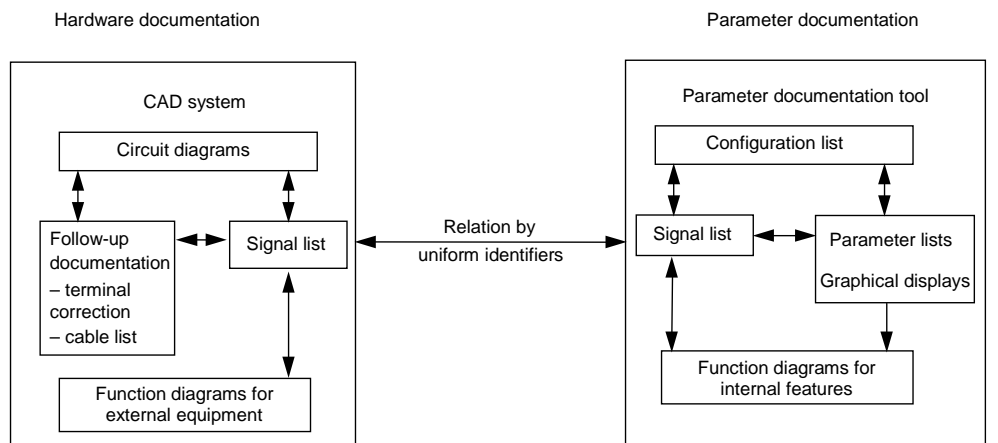 Hardware documentation
Parameter documentation
CAD system
Circuit diagrams
Follow-up
documentation
– terminal
correction
– cable list
Signal list
Function diagrams for
external equipment
Relation by
uniform identifiers
Parameter documentation tool
Configuration list
Signal list
Parameter lists
Graphical displays
Function diagrams for
internal features